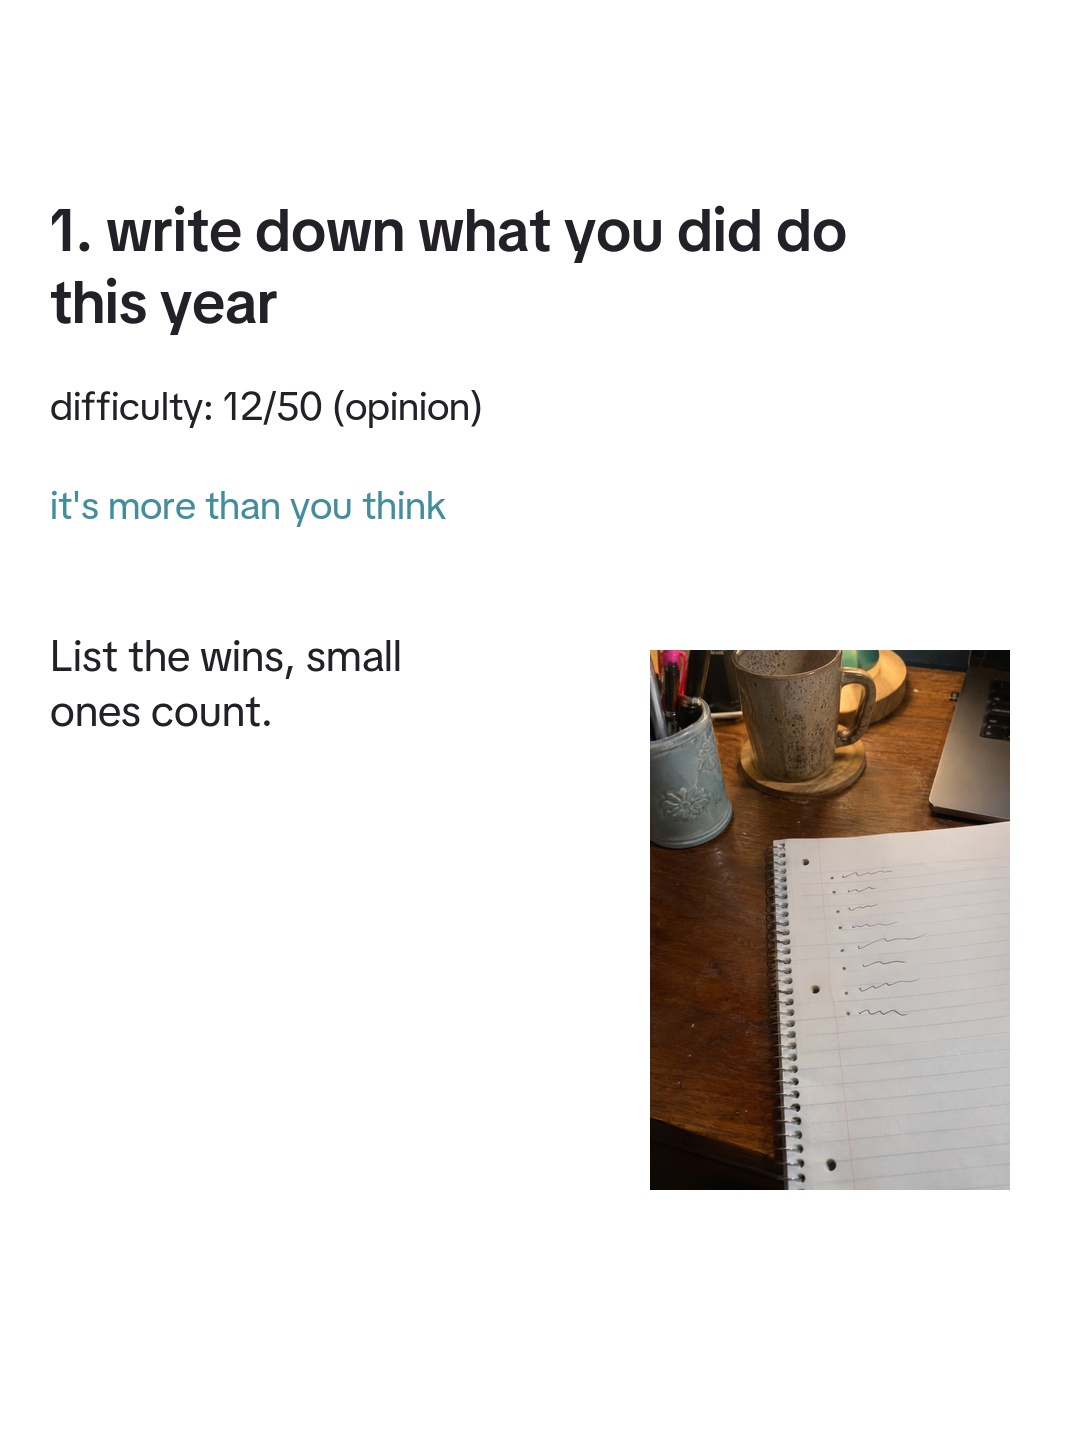 1. write down what you did do
this year
difficulty: 12/50 (opinion)
it's more than you think
List the wins, small
ones count.